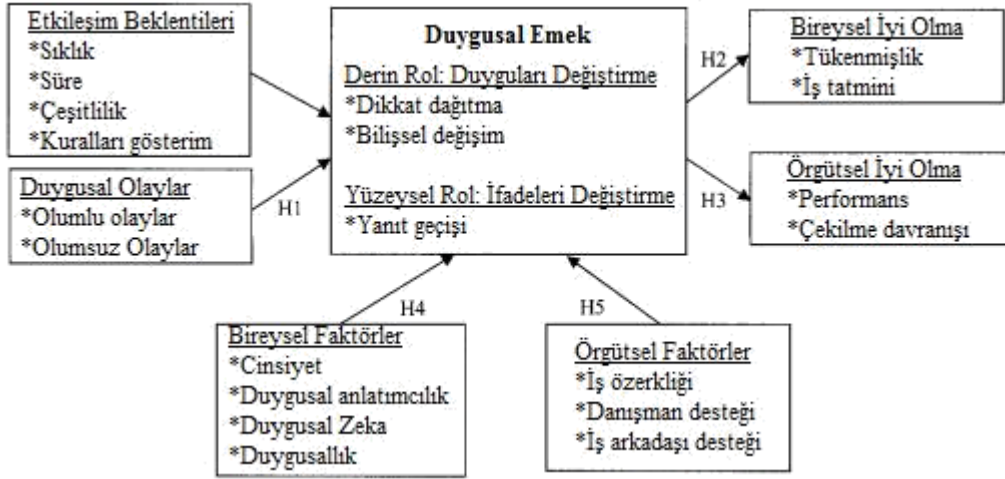 Etkileşim Beklentileri
*Sıklık
*Süre
*Çeşitlilik
*Kuralları gösterim
Duygusal Olaylar
*Olumlu olaylar
*Olumsuz Olaylar
H1
Duygusal Emek
Derin Rol: Duyguları Değiştirme
*Dikkat dağıtma
*Bilişsel değişim
Yüzeysel Rol: İfadeleri Değiştirme
*Yanıt geçişi
H2
Bireysel İyi Olma
*Tükenmişlik
*İş tatmini
H3
Örgütsel İyi Olma
*Performans
*Çekilme davranışı
H4
Bireysel Faktörler
*Cinsiyet
*Duygusal anlatımcılık
*Duygusal Zeka
*Duygusallık
H5
Örgütsel Faktörler
*İş özerkliği
*Danışman desteği
*İş arkadaşı desteği